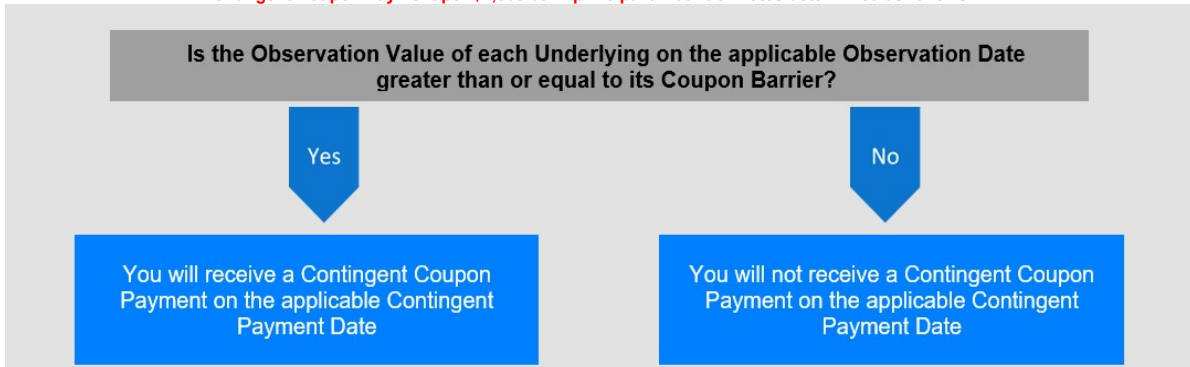 Is the Observation Value of each Underlying on the applicable Observation Date
greater than or equal to its Coupon Barrier?
Yes
No
You will receive a Contingent Coupon
Payment on the applicable Contingent
Payment Date
You will not receive a Contingent Coupon
Payment on the applicable Contingent
Payment Date